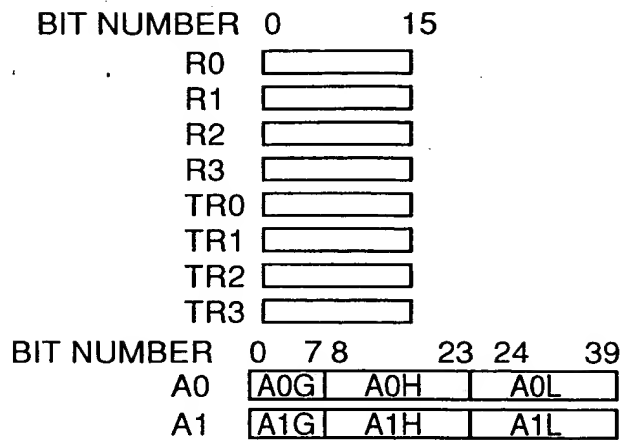 BIT NUMBER 0 15
R0
R1
R2
R3
TR0
TR1
TR2
TR3
BIT NUMBER 0 7 8 23 24 39
A0 A0G A0H A0L
A1 A1G A1H A1L